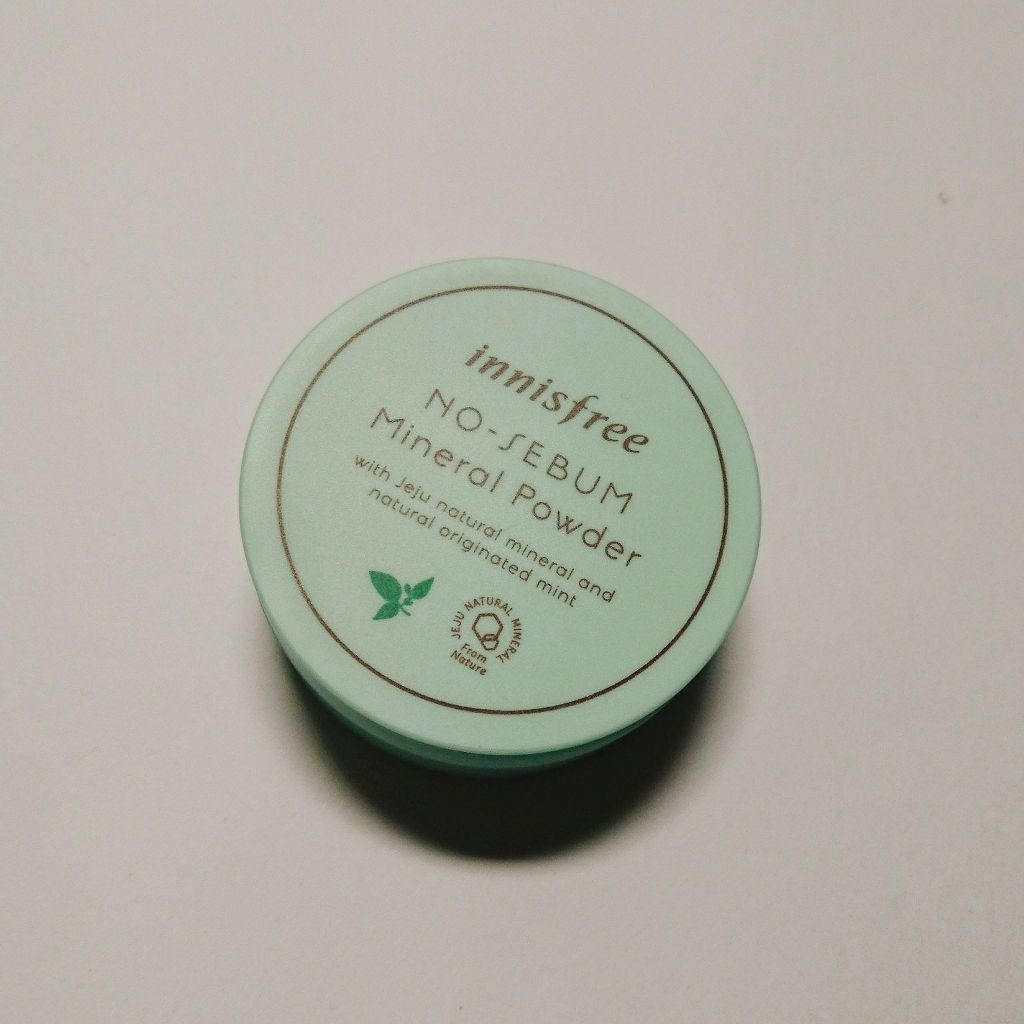 innisfree
NO-SEBUM
Mineral Powder
with Jeju natural mineral and
natural originated mint
JEJU NATURAL MINERAL
From
Nature